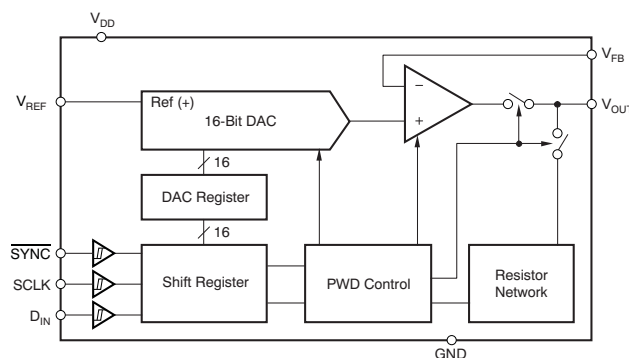 VDD
VFB
VREF
Ref (+)
16-Bit DAC
−
+
VOUT
16
DAC Register
16
SYNC
SCLK
DIN
Shift Register
PWD Control
Resistor
Network
GND